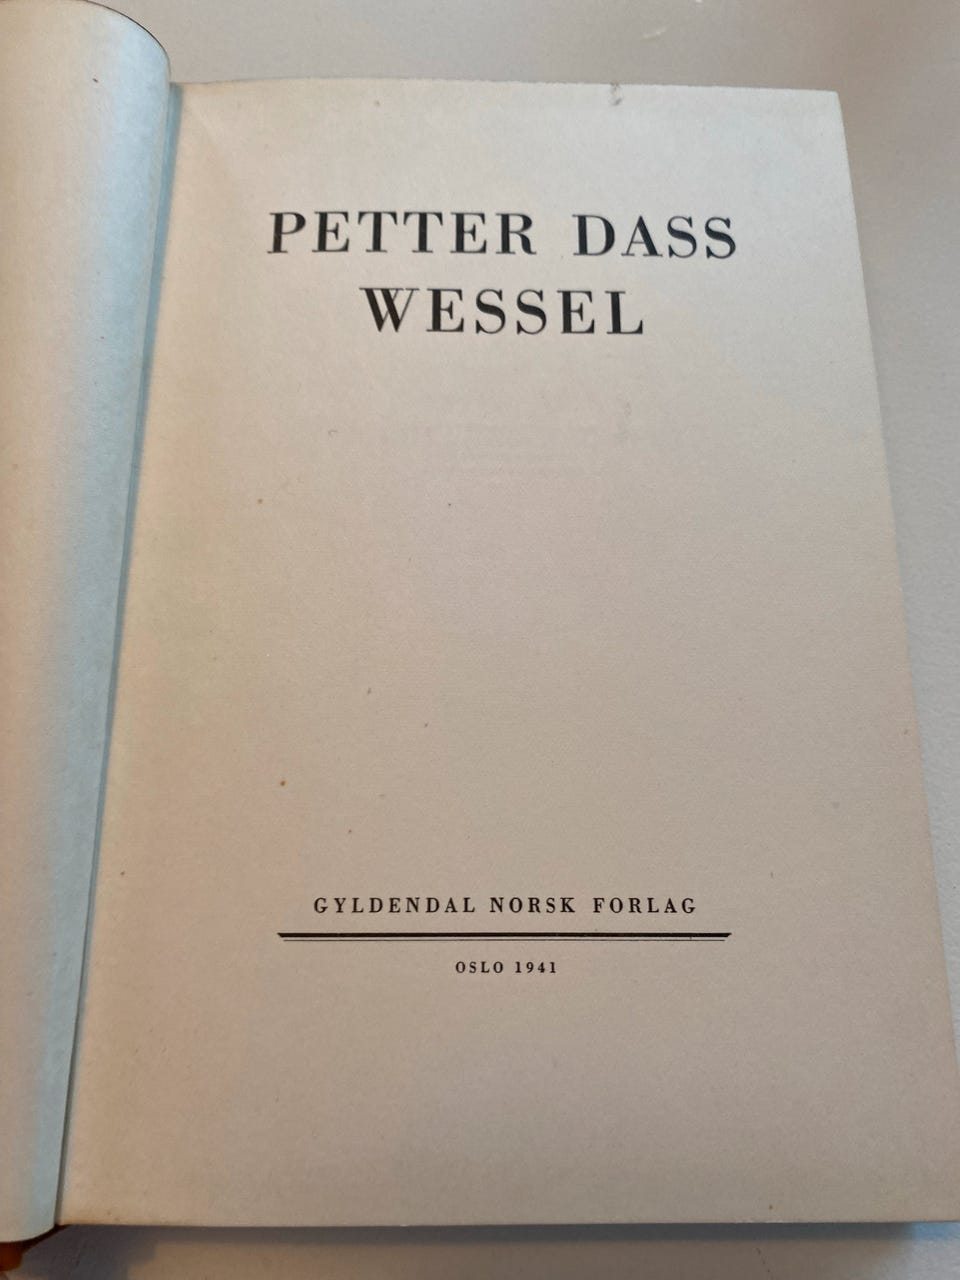 PETTER DASS
WESSEL
GYLDENDAL NORSK FORLAG
OSLO 1941